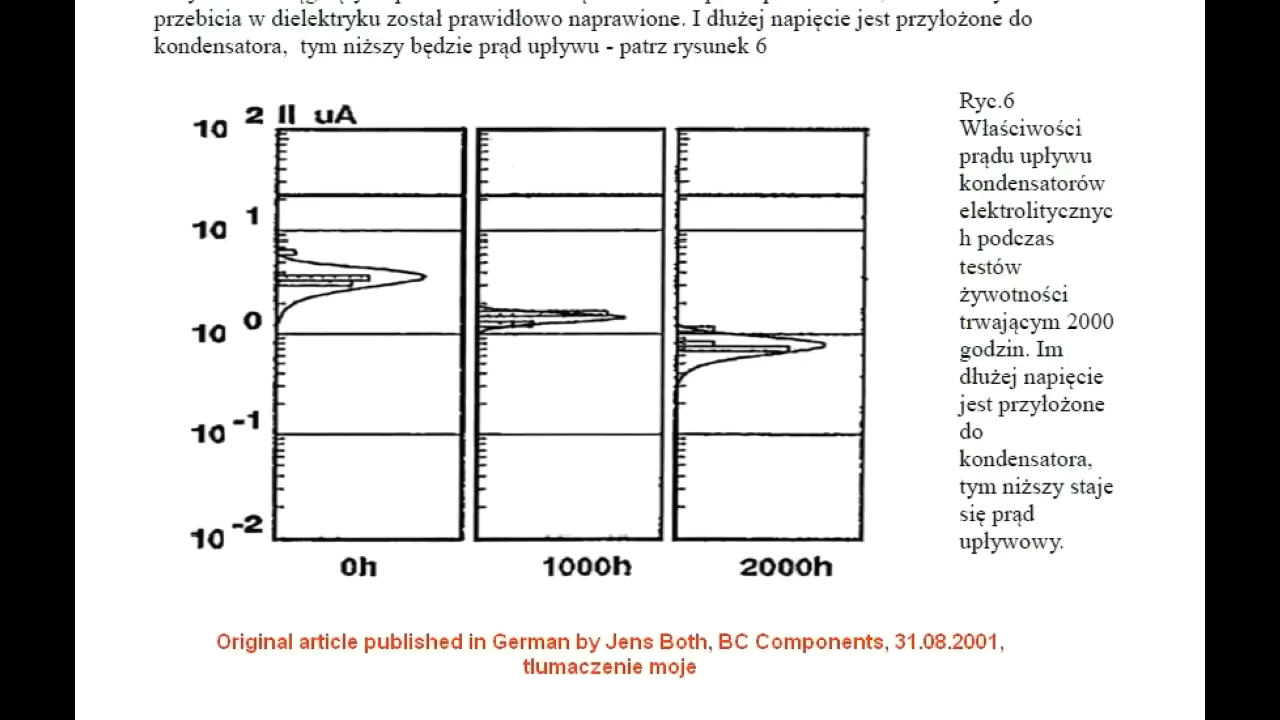 przebicia w dielektryku został prawidłowo naprawione. I dłużej napięcie jest przyłożone do
kondensatora, tym niższy będzie prąd upływu - patrz rysunek 6
10 2 II uA
10 1
10 0
10 -1
10 -2
0h 1000h 2000h
Ryc.6
Właściwości
prądu upływu
kondensatorów
elektrolitycznyc
h podczas
testów
żywotności
trwającym 2000
godzin. Im
dłużej napięcie
jest przyłożone
do
kondensatora,
tym niższy staje
się prąd
upływowy.
Original article published in German by Jens Both, BC Components, 31.08.2001,
tlumaczenie moje